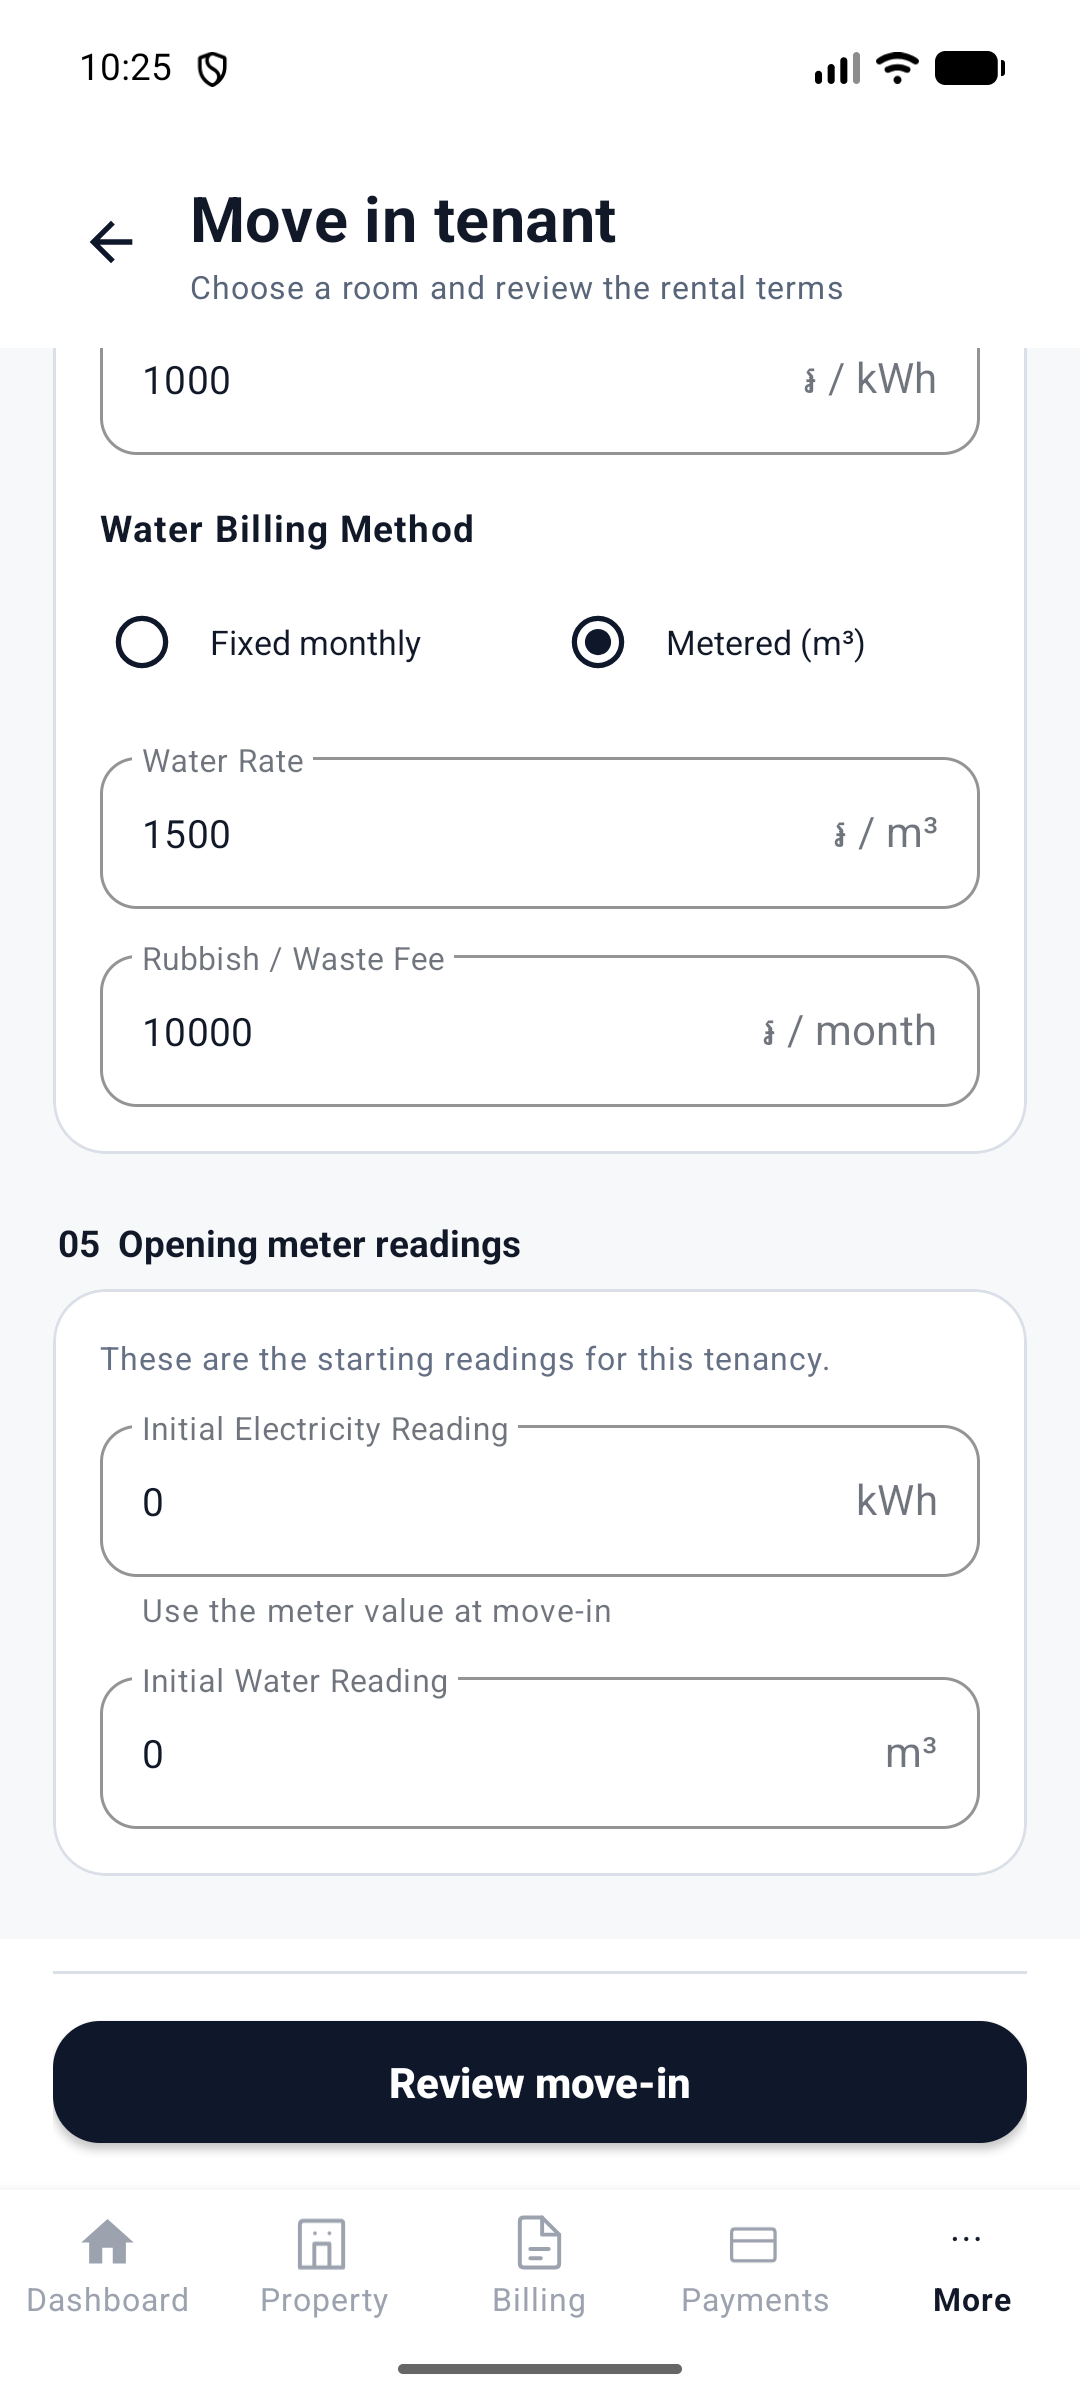 10:25
Move in tenant
Choose a room and review the rental terms
1000
៛ / kWh
Water Billing Method
Fixed monthly
Metered (m³)
Water Rate
1500
៛ / m³
Rubbish / Waste Fee
10000
៛ / month
05 Opening meter readings
These are the starting readings for this tenancy.
Initial Electricity Reading
0
kWh
Use the meter value at move-in
Initial Water Reading
0
m³
Review move-in
Dashboard
Property
Billing
Payments
More